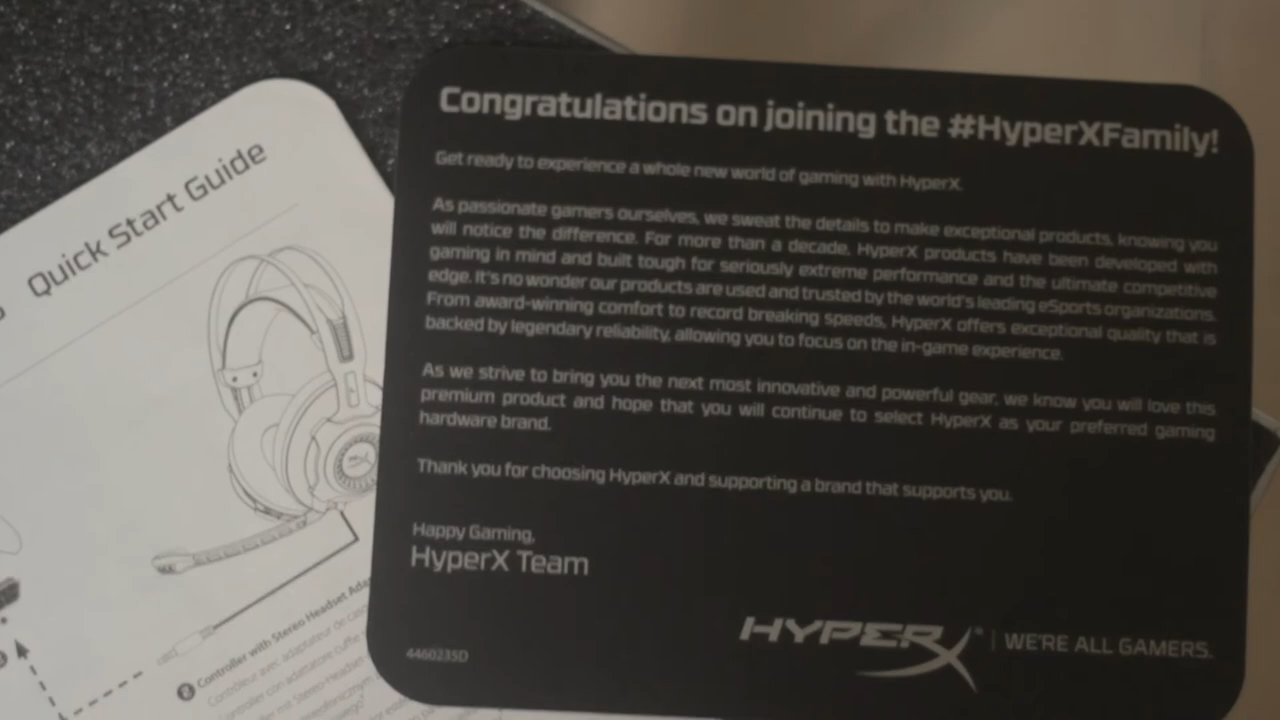 Quick Start Guide
Controller with Stereo Headset
Congratulations on joining the #HyperXFamily!
Get ready to experience a whole new world of gaming with HyperX.
As passionate gamers ourselves, we sweat the details to make exceptional products, knowing you
will notice the difference. For more than a decade, HyperX products have been developed with
gaming in mind and built tough for seriously extreme performance and the ultimate competitive
edge. It's no wonder our products are used and trusted by the world's leading eSports organizations.
From award-winning comfort to record breaking speeds, HyperX offers exceptional quality that is
backed by legendary reliability, allowing you to focus on the in-game experience.
As we strive to bring you the next most innovative and powerful gear, we know you will love this
premium product and hope that you will continue to select HyperX as your preferred gaming
hardware brand.
Thank you for choosing HyperX and supporting a brand that supports you.
Happy Gaming,
HyperX Team
HYPERX® | WE'RE ALL GAMERS.
4460235D